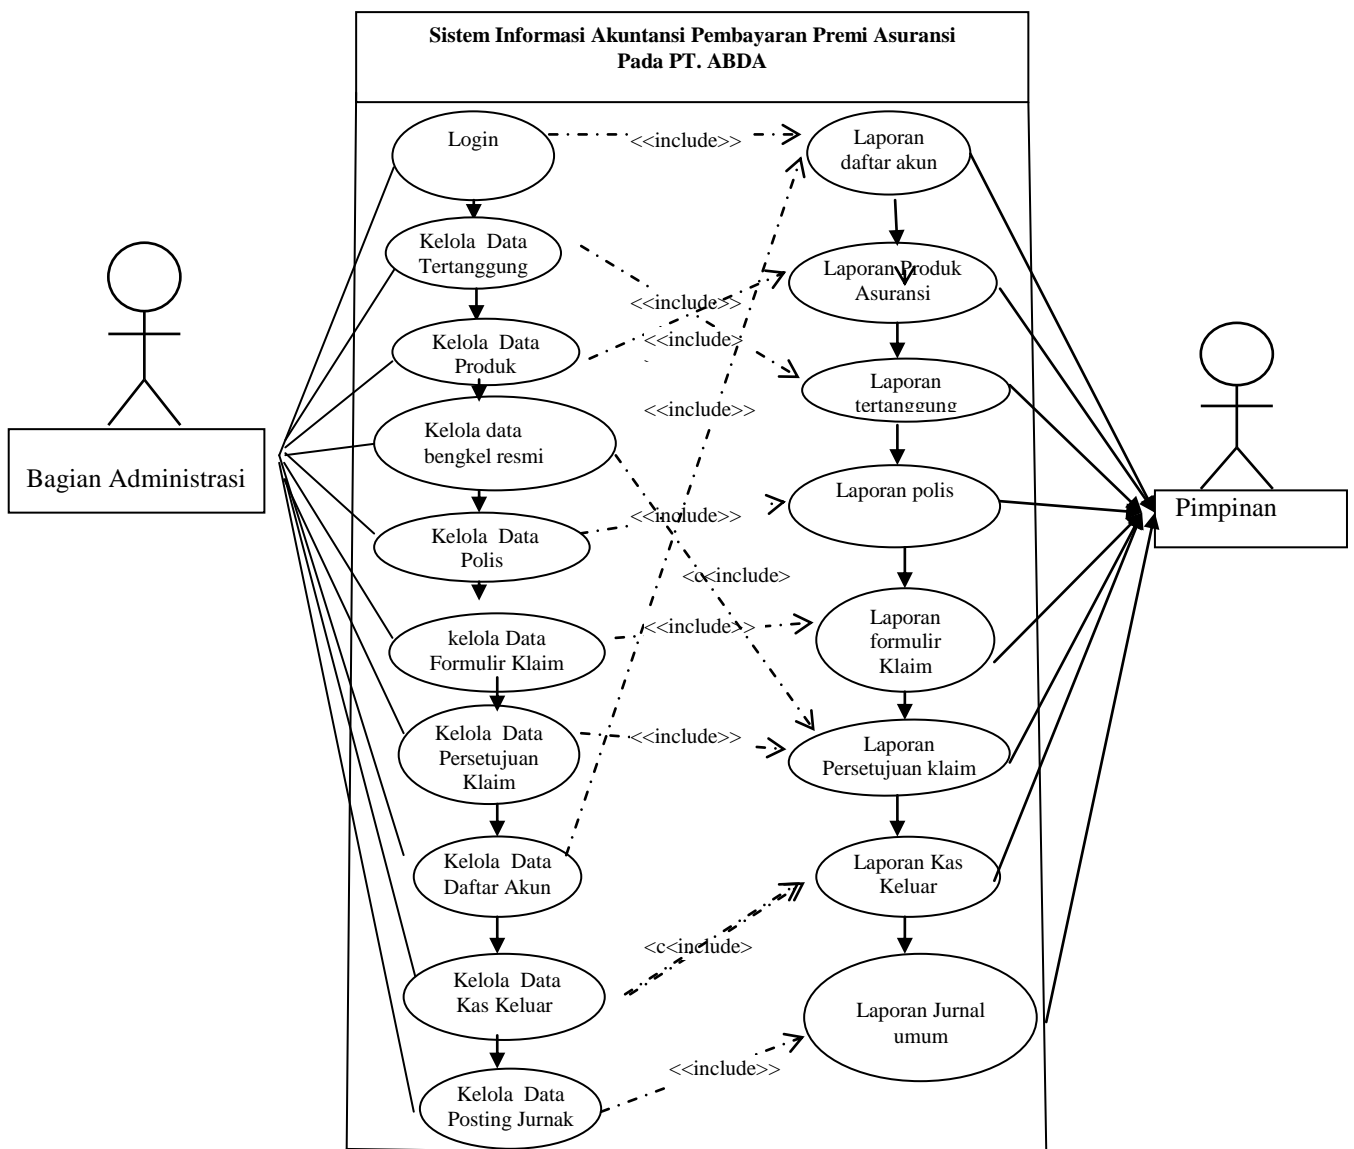 Sistem Informasi Akuntansi Pembayaran Premi Asuransi
Pada PT. ABDA
Login
<<include>>
Laporan
daftar akun
Kelola  Data
Tertanggung
<<include>>
Laporan Produk
Asuransi
Kelola  Data
Produk
<<include>
Laporan
tertanggung
Kelola data
bengkel resmi
<<include>>
Bagian Administrasi
Laporan polis
Pimpinan
Kelola  Data
Polis
<<include>>
<c<include>
kelola Data
Formulir Klaim
<<include>>
Laporan
formulir
Klaim
Kelola  Data
Persetujuan
Klaim
<<include>>
Laporan
Persetujuan klaim
Kelola  Data
Daftar Akun
Laporan Kas
Keluar
<c<include>
Kelola  Data
Kas Keluar
Laporan Jurnal
umum
<<include>>
Kelola  Data
Posting Jurnak